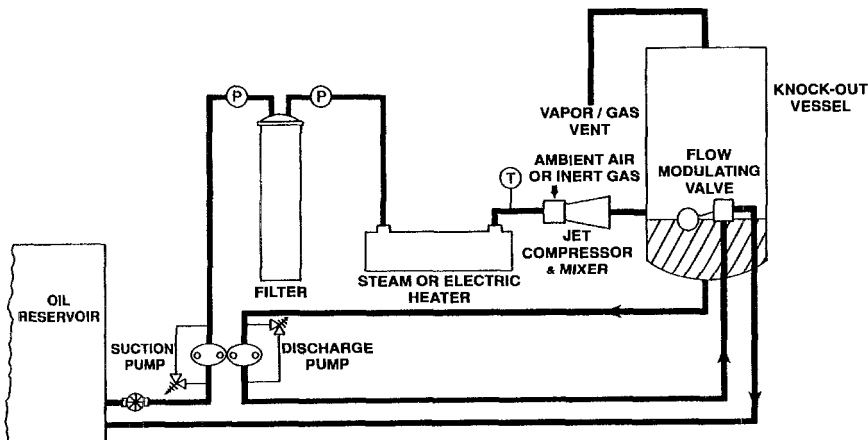 P
P
KNOCK-OUT
VESSEL
VAPOR / GAS
VENT
FLOW
MODULATING
VALVE
AMBIENT AIR
OR INERT GAS
T
JET
COMPRESSOR
& MIXER
STEAM OR ELECTRIC
HEATER
FILTER
OIL
RESERVOIR
SUCTION
PUMP
DISCHARGE
PUMP